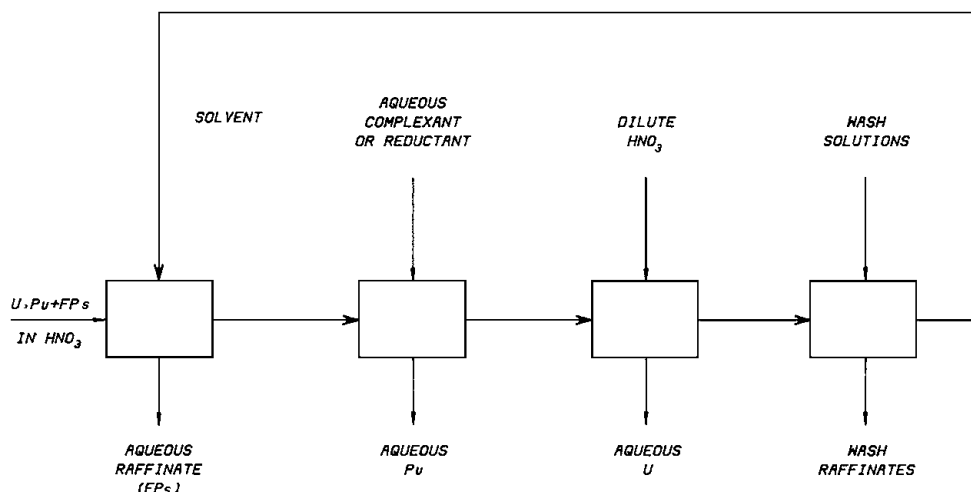 SOLVENT
AQUEOUS
COMPLEXANT
OR REDUCTANT
DILUTE
HNO₃
WASH
SOLUTIONS
U,Pu+FPs
IN HNO₃
AQUEOUS
RAFFINATE
(FPs)
AQUEOUS
Pu
AQUEOUS
U
WASH
RAFFINATES